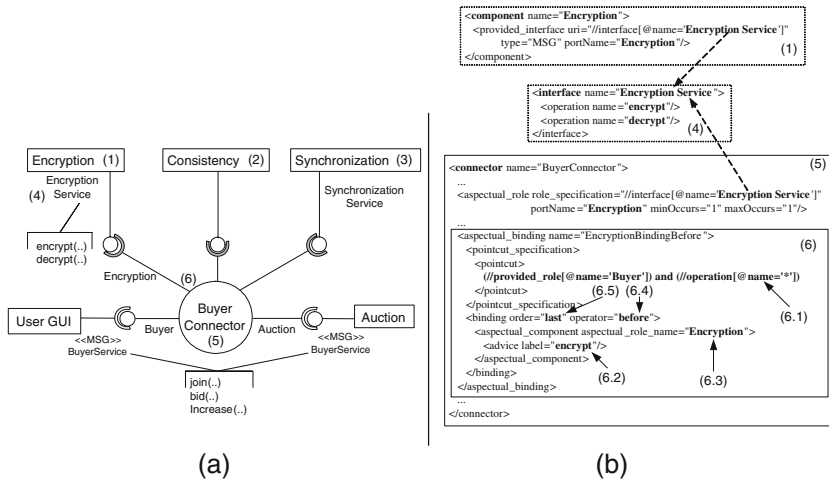 Encryption (1)
Consistency (2)
Synchronization (3)
Encryption
Service
(4)
encrypt(..)
decrypt(..)
Synchronization
Service
Encryption
(6)
User GUI
Buyer
Buyer
Connector
(5)
Auction
Auction
<<MSG>>
BuyerService
<<MSG>>
BuyerService
join(..)
bid(..)
Increase(..)
(a)
<component name="Encryption">
<provided_interface uri="//interface[@name='Encryption Service']"
type="MSG" portName="Encryption"/>
</component>
(1)
<interface name="Encryption Service">
<operation name="encrypt"/>
<operation name="decrypt"/>
</interface>
(4)
(5)
<connector name="BuyerConnector">
...
<aspectual_role role_specification="//interface[@name='Encryption Service']"
portName="Encryption" minOccurs="1" maxOccurs="1"/>
...
<aspectual_binding name="EncryptionBindingBefore">
(6)
<pointcut_specification>
<pointcut>
(//provided_role[@name='Buyer']) and (//operation[@name='*'])
</pointcut>
(6.5) (6.4)
</pointcut_specification>
(6.1)
<binding order="last" operator="before">
<aspectual_component aspectual_role_name="Encryption">
<advice label="encrypt"/>
</aspectual_component>
(6.2)
(6.3)
</binding>
</aspectual_binding>
...
</connector>
(b)